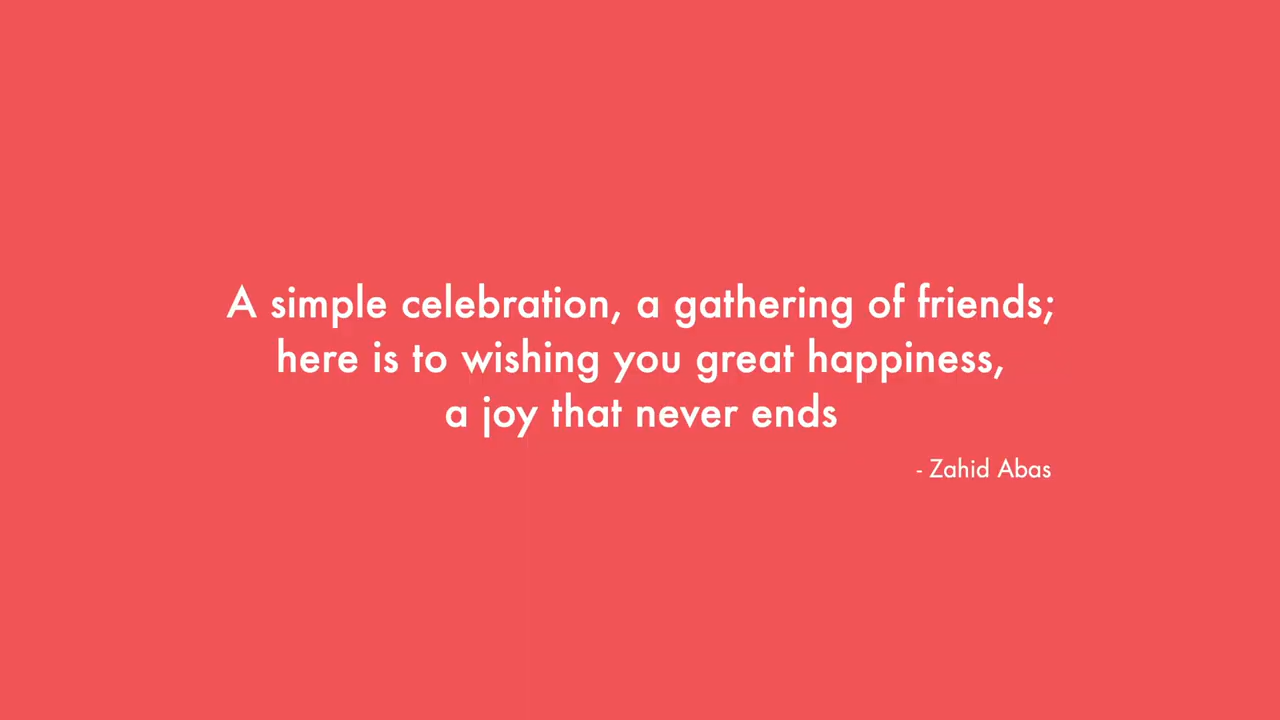 A simple celebration, a gathering of friends;
here is to wishing you great happiness,
a joy that never ends
- Zahid Abas